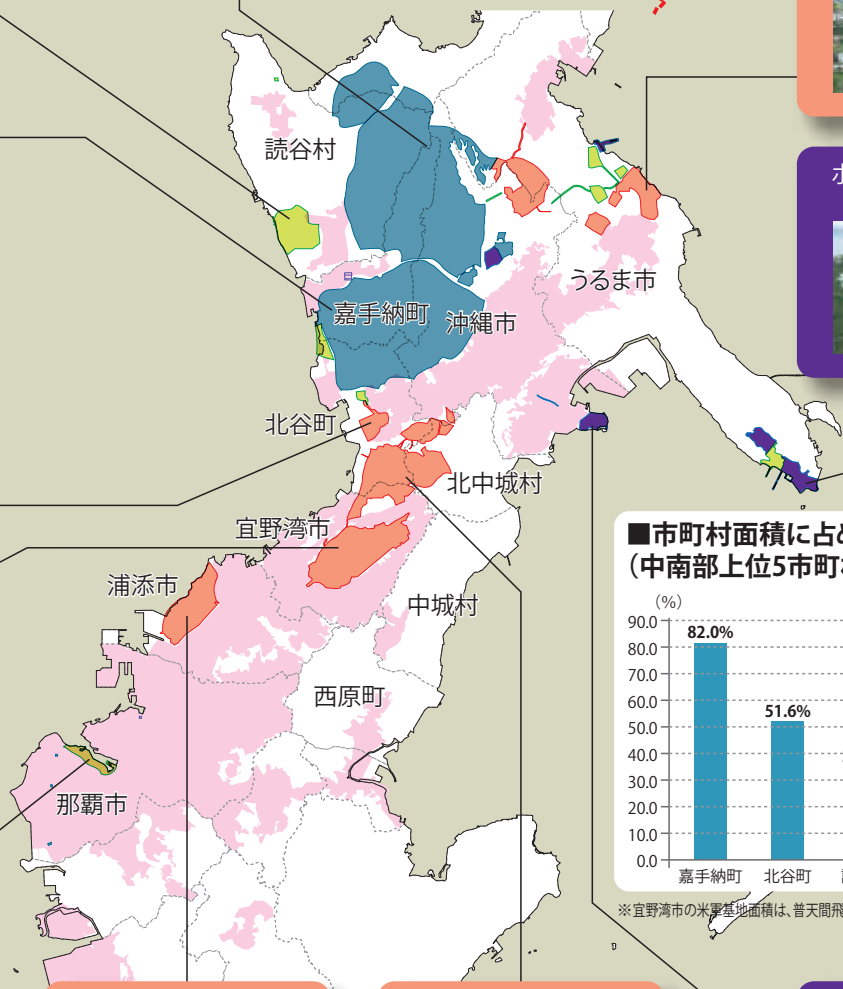 ホ
読谷村
うるま市
嘉手納町
沖縄市
北谷町
北中城村
宜野湾市
浦添市
中城村
西原町
那覇市
■市町村面積に占め
（中南部上位5市町村
（%）
90.0
80.0
70.0
60.0
50.0
40.0
30.0
20.0
10.0
0.0
82.0%
51.6%
嘉手納町
北谷町
※宜野湾市の米軍基地面積は、普天間飛